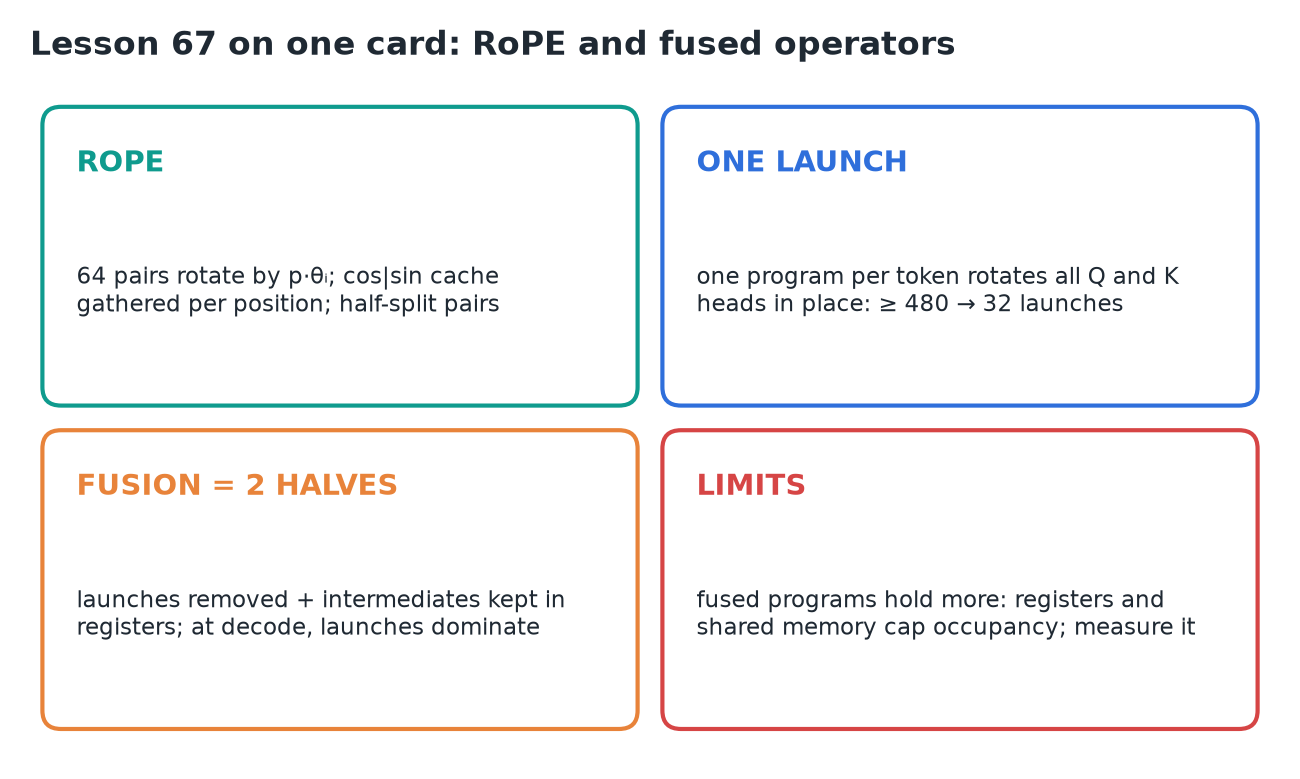 Lesson 67 on one card: RoPE and fused operators
ROPE
64 pairs rotate by p·θᵢ; cos|sin cache
gathered per position; half-split pairs
ONE LAUNCH
one program per token rotates all Q and K
heads in place: ≥ 480 → 32 launches
FUSION = 2 HALVES
launches removed + intermediates kept in
registers; at decode, launches dominate
LIMITS
fused programs hold more: registers and
shared memory cap occupancy; measure it